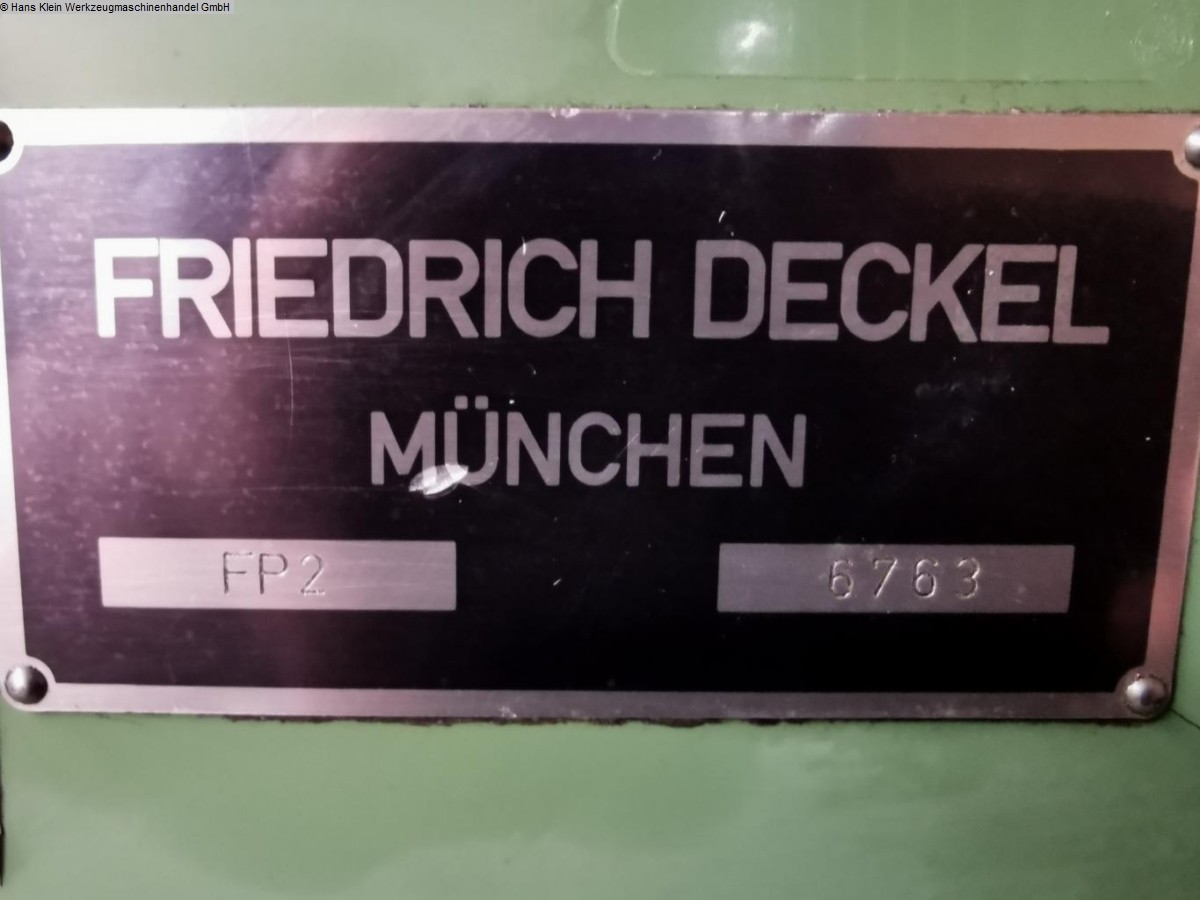 © Hans Klein Werkzeugmaschinenhandel GmbH
FRIEDRICH DECKEL
MÜNCHEN
FP2 6763